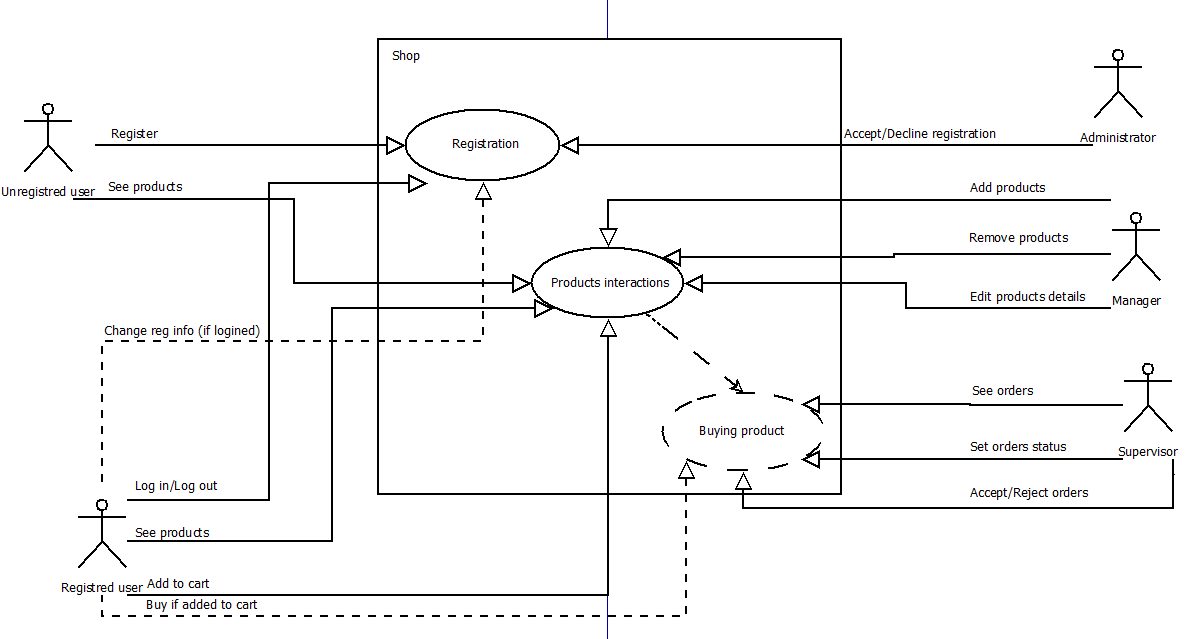 Shop
Register
Registration
Accept/Decline registration
Administrator
Unregistred user
See products
Add products
Remove products
Products interactions
Edit products details
Manager
Change reg info (if logined)
See orders
Buying product
Set orders status
Supervisor
Log in/Log out
Accept/Reject orders
See products
Registred user
Add to cart
Buy if added to cart